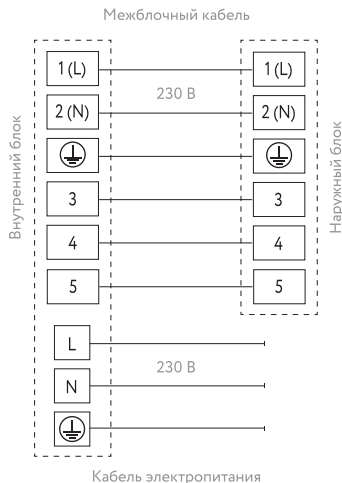 Межблочный кабель
1 (L) 1 (L)
230 В
2 (N) 2 (N)
3 3
4 4
5 5
Внутренний блок
Наружный блок
L
230 В
N
Кабель электропитания